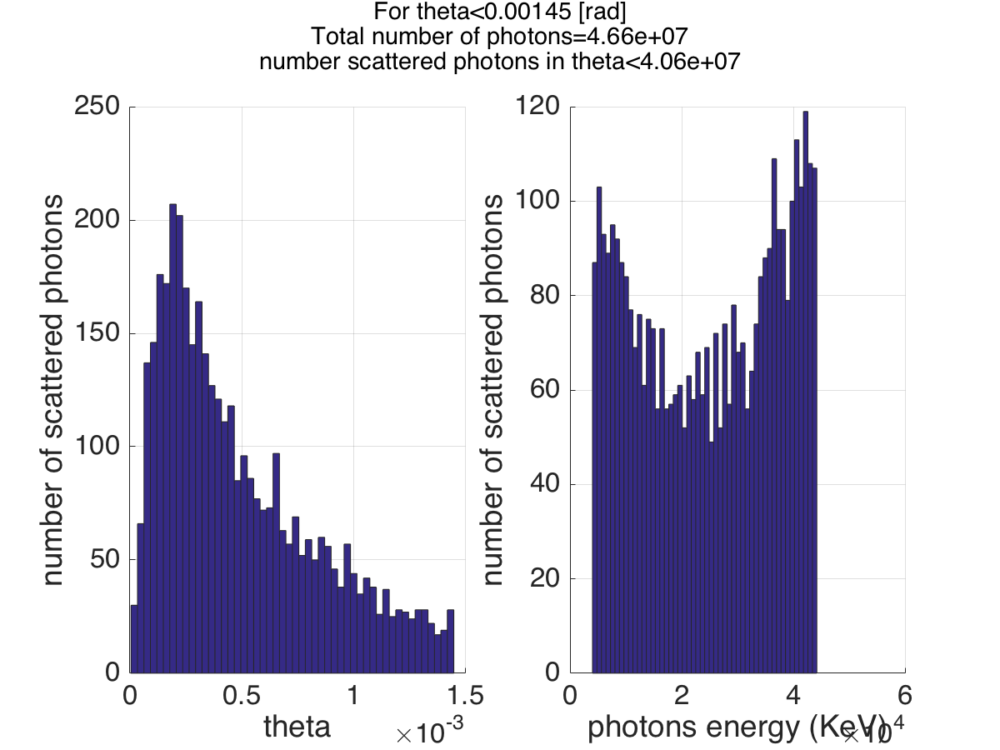 For theta<0.00145 [rad]
Total number of photons=4.66e+07
number scattered photons in theta<4.06e+07
number of scattered photons
250
200
150
100
50
0
0 0.5 1 1.5
theta
×10-3
number of scattered photons
120
100
80
60
40
20
0
0 2 4 6
photons energy (KeV)
×104